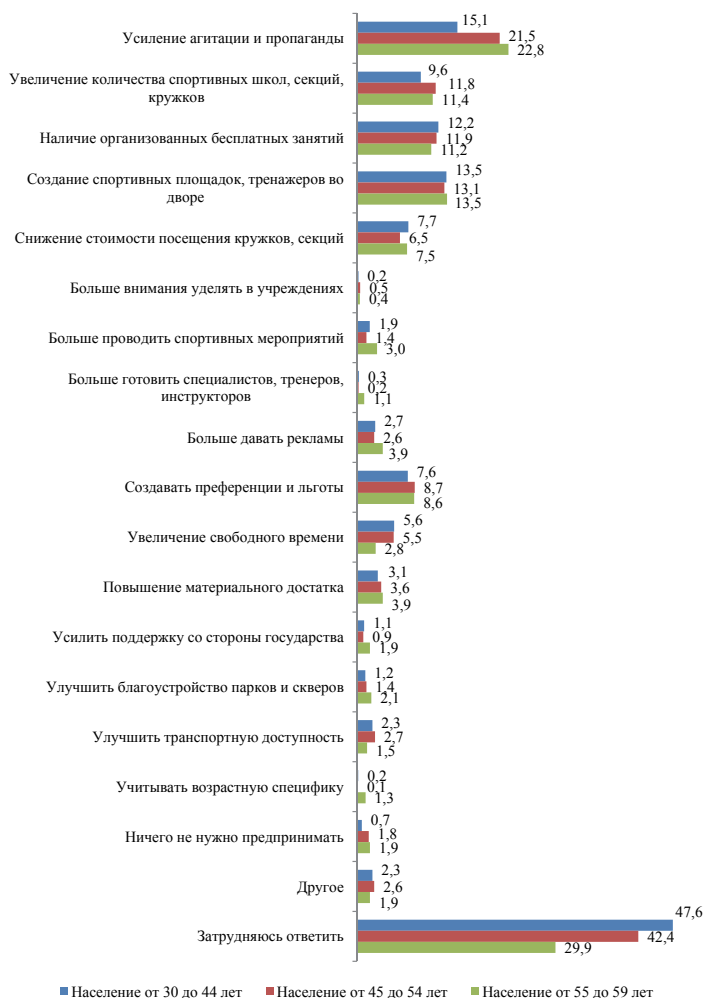 15,1
Усиление агитации и пропаганды
21,5
22,8
Увеличение количества спортивных школ, секций,
кружков
9,6
11,8
11,4
Наличие организованных бесплатных занятий
12,2
11,9
11,2
Создание спортивных площадок, тренажеров во
дворе
13,5
13,1
13,5
Снижение стоимости посещения кружков, секций
7,7
6,5
7,5
Больше внимания уделять в учреждениях
0,2
0,5
0,4
Больше проводить спортивных мероприятий
1,9
1,4
3,0
Больше готовить специалистов, тренеров,
инструкторов
0,3
0,2
1,1
Больше давать рекламы
2,7
2,6
3,9
Создавать преференции и льготы
7,6
8,7
8,6
Увеличение свободного времени
5,6
5,5
2,8
Повышение материального достатка
3,1
3,6
3,9
Усилить поддержку со стороны государства
1,1
0,9
1,9
Улучшить благоустройство парков и скверов
1,2
1,4
2,1
Улучшить транспортную доступность
2,3
2,7
1,5
Учитывать возрастную специфику
0,2
0,1
1,3
Ничего не нужно предпринимать
0,7
1,8
1,9
Другое
2,3
2,6
1,9
Затрудняюсь ответить
47,6
42,4
29,9
Население от 30 до 44 лет
Население от 45 до 54 лет
Население от 55 до 59 лет